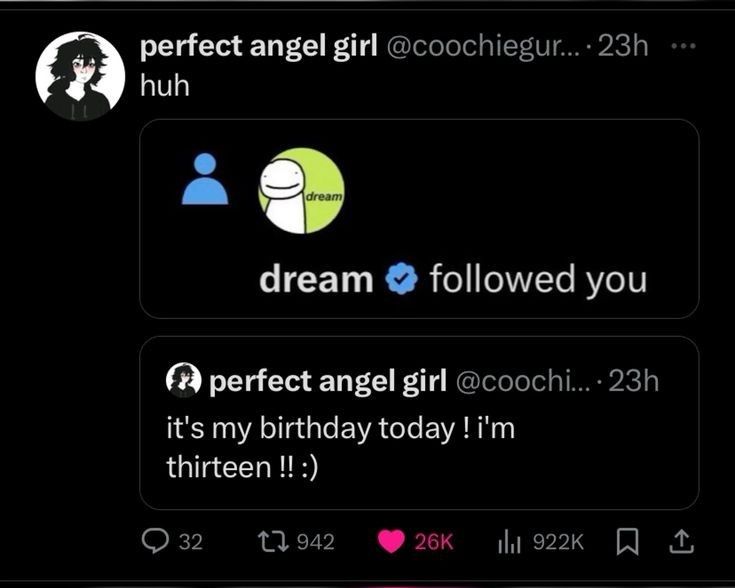 perfect angel girl @coochiegur... · 23h
huh
dream
dream followed you
perfect angel girl @coochi... · 23h
it's my birthday today ! i'm
thirteen !! :)
32 942 26K 922K